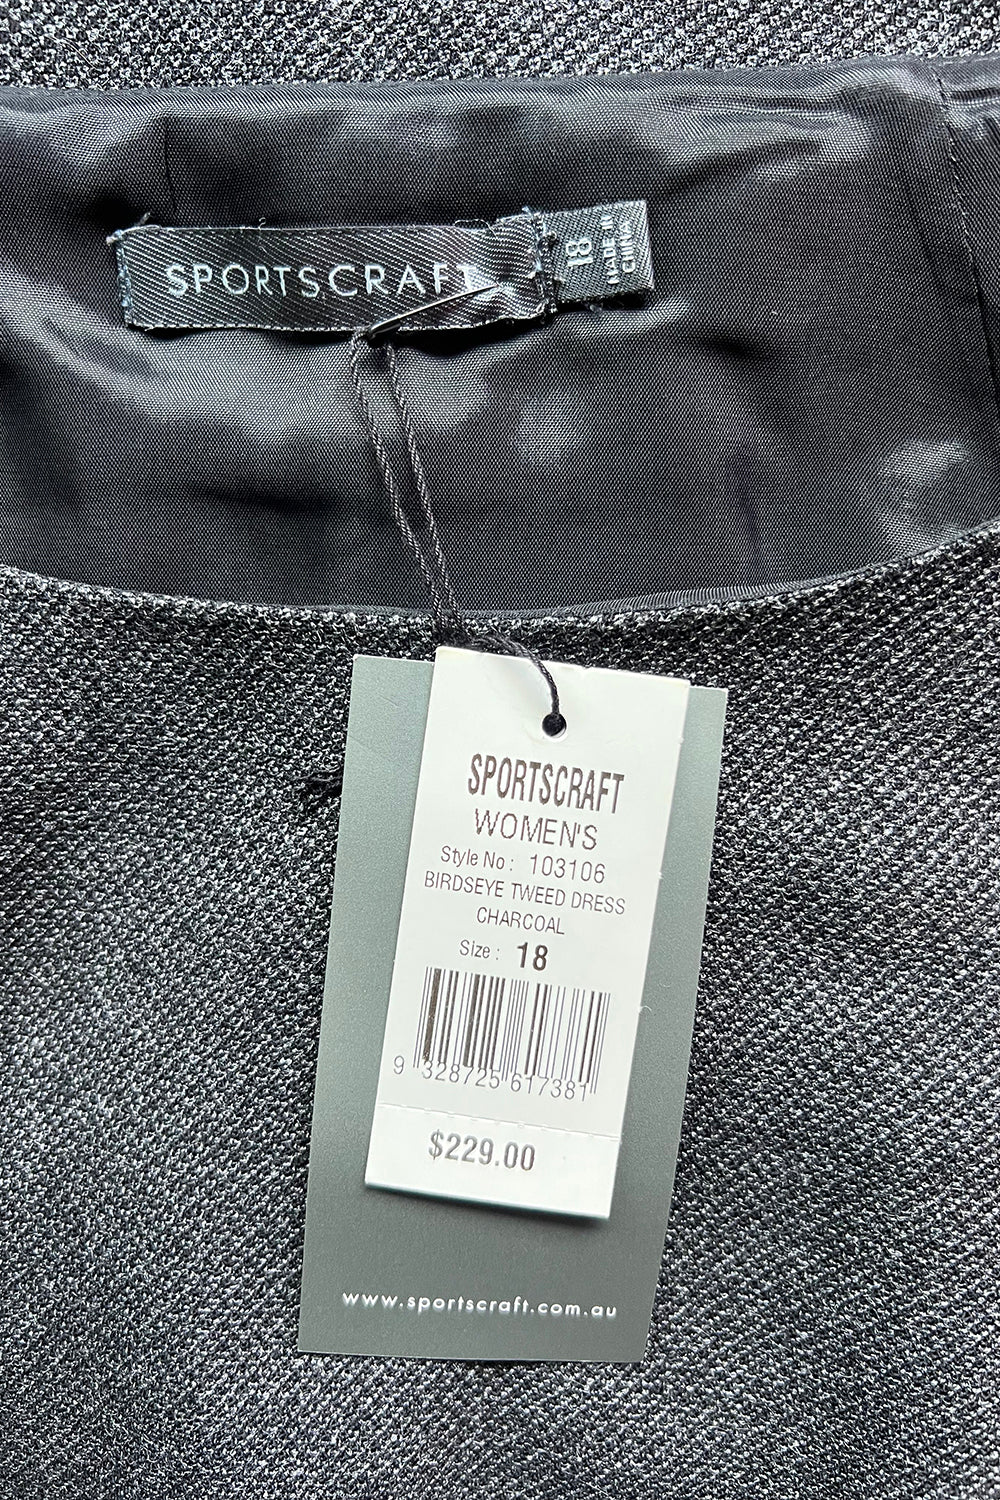 SPORTSCRAFT
18
MADE IN
CHINA
SPORTSCRAFT
WOMEN'S
Style No : 103106
BIRDSEYE TWEED DRESS
CHARCOAL
Size : 18
9 328725 617381
$229.00
www.sportscraft.com.au